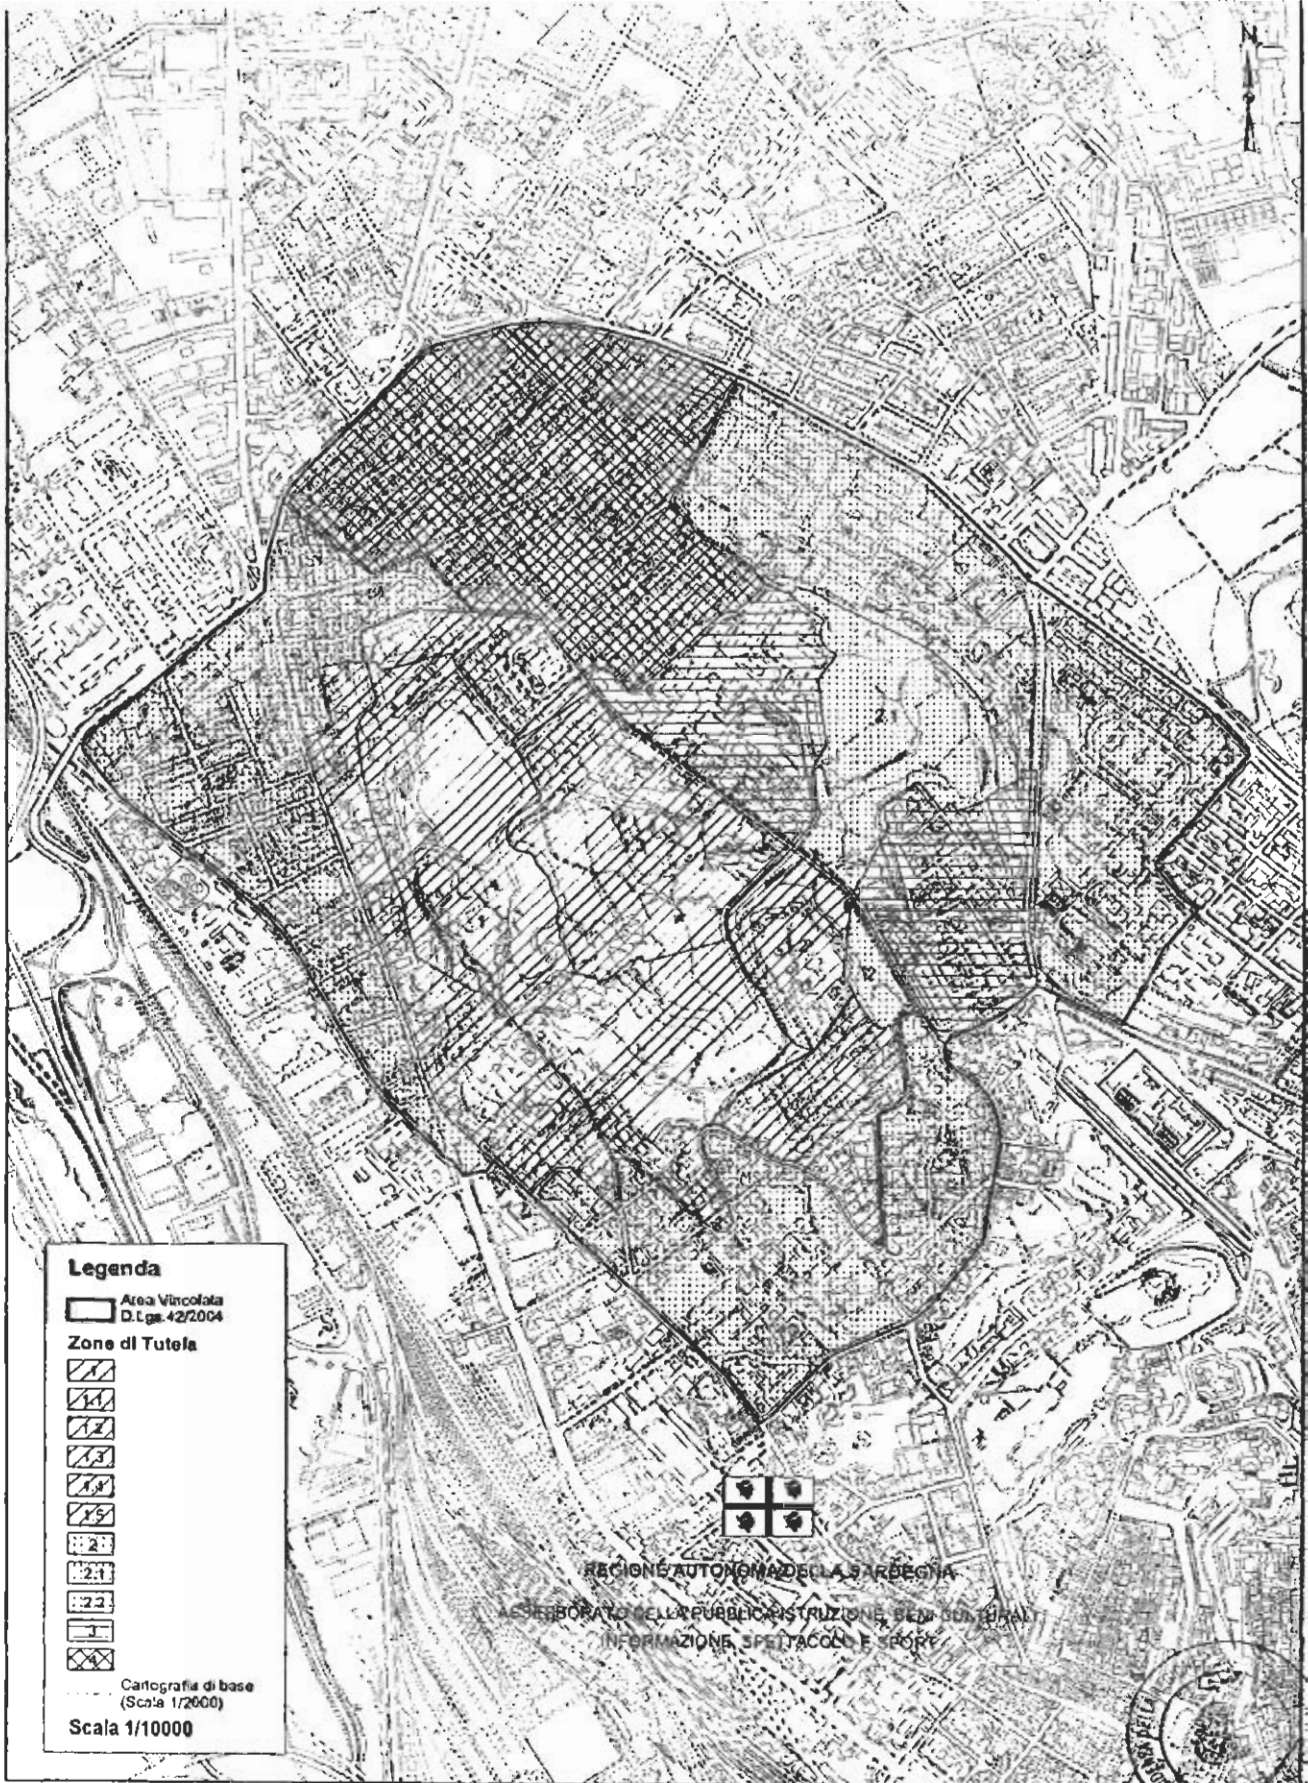 N
2.1
Legenda
Area Vincolata
D.Lgs.42/2004
Zone di Tutela
1
1.1
1.2
1.3
1.4
1.5
2
2.1
2.2
3
4
Cartografia di base
(Scala 1/2000)
Scala 1/10000
REGIONE AUTONOMA DELLA SARDEGNA
ASSESSORATO DELLA PUBBLICA ISTRUZIONE, BENI CULTURALI,
INFORMAZIONE, SPETTACOLO E SPORT